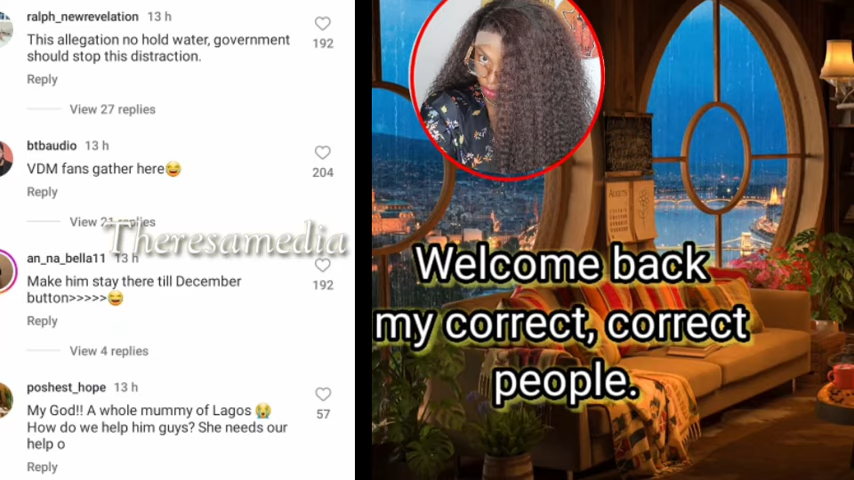 ralph_newrevelation 13 h
This allegation no hold water, government
should stop this distraction.
192
Reply
View 27 replies
btbaudio 13 h
VDM fans gather here😂
204
Reply
View 21 replies
Theresamedia
an_na_bella11 13 h
Make him stay there till December
button>>>>>😂
192
Reply
View 4 replies
poshest_hope 13 h
My God!! A whole mummy of Lagos 😭
How do we help him guys? She needs our
help o
57
Reply
Welcome back
my correct, correct
people.